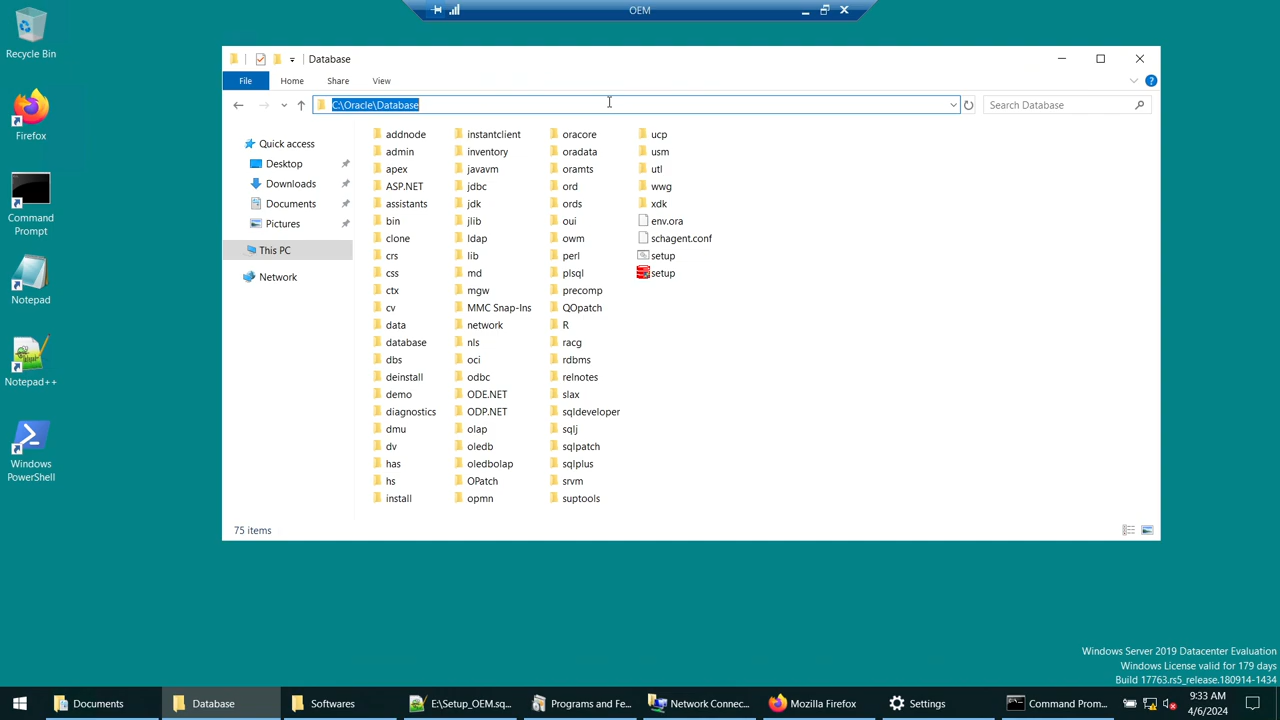 OEM
Recycle Bin
Firefox
Command
Prompt
Notepad
Notepad++
Windows
PowerShell
Database
File
Home
Share
View
C:\Oracle\Database
Search Database
Quick access
Desktop
Downloads
Documents
Pictures
This PC
Network
addnode
admin
apex
ASP.NET
assistants
bin
clone
crs
css
ctx
cv
data
database
dbs
deinstall
demo
diagnostics
dmu
dv
has
hs
install
instantclient
inventory
javavm
jdbc
jdk
jlib
ldap
lib
md
mgw
MMC Snap-Ins
network
nls
oci
odbc
ODE.NET
ODP.NET
olap
oledb
oledbolap
OPatch
opmn
oracore
oradata
oramts
ord
ords
oui
owm
perl
plsql
precomp
QOpatch
R
racg
rdbms
relnotes
slax
sqldeveloper
sqlj
sqlpatch
sqlplus
srvm
suptools
ucp
usm
utl
wwg
xdk
env.ora
schagent.conf
setup
setup
75 items
Windows Server 2019 Datacenter Evaluation
Windows License valid for 179 days
Build 17763.rs5_release.180914-1434
Documents
Database
Softwares
E:\Setup_OEM.sq...
Programs and Fe...
Network Connec...
Mozilla Firefox
Settings
Command Prom...
9:33 AM
4/6/2024